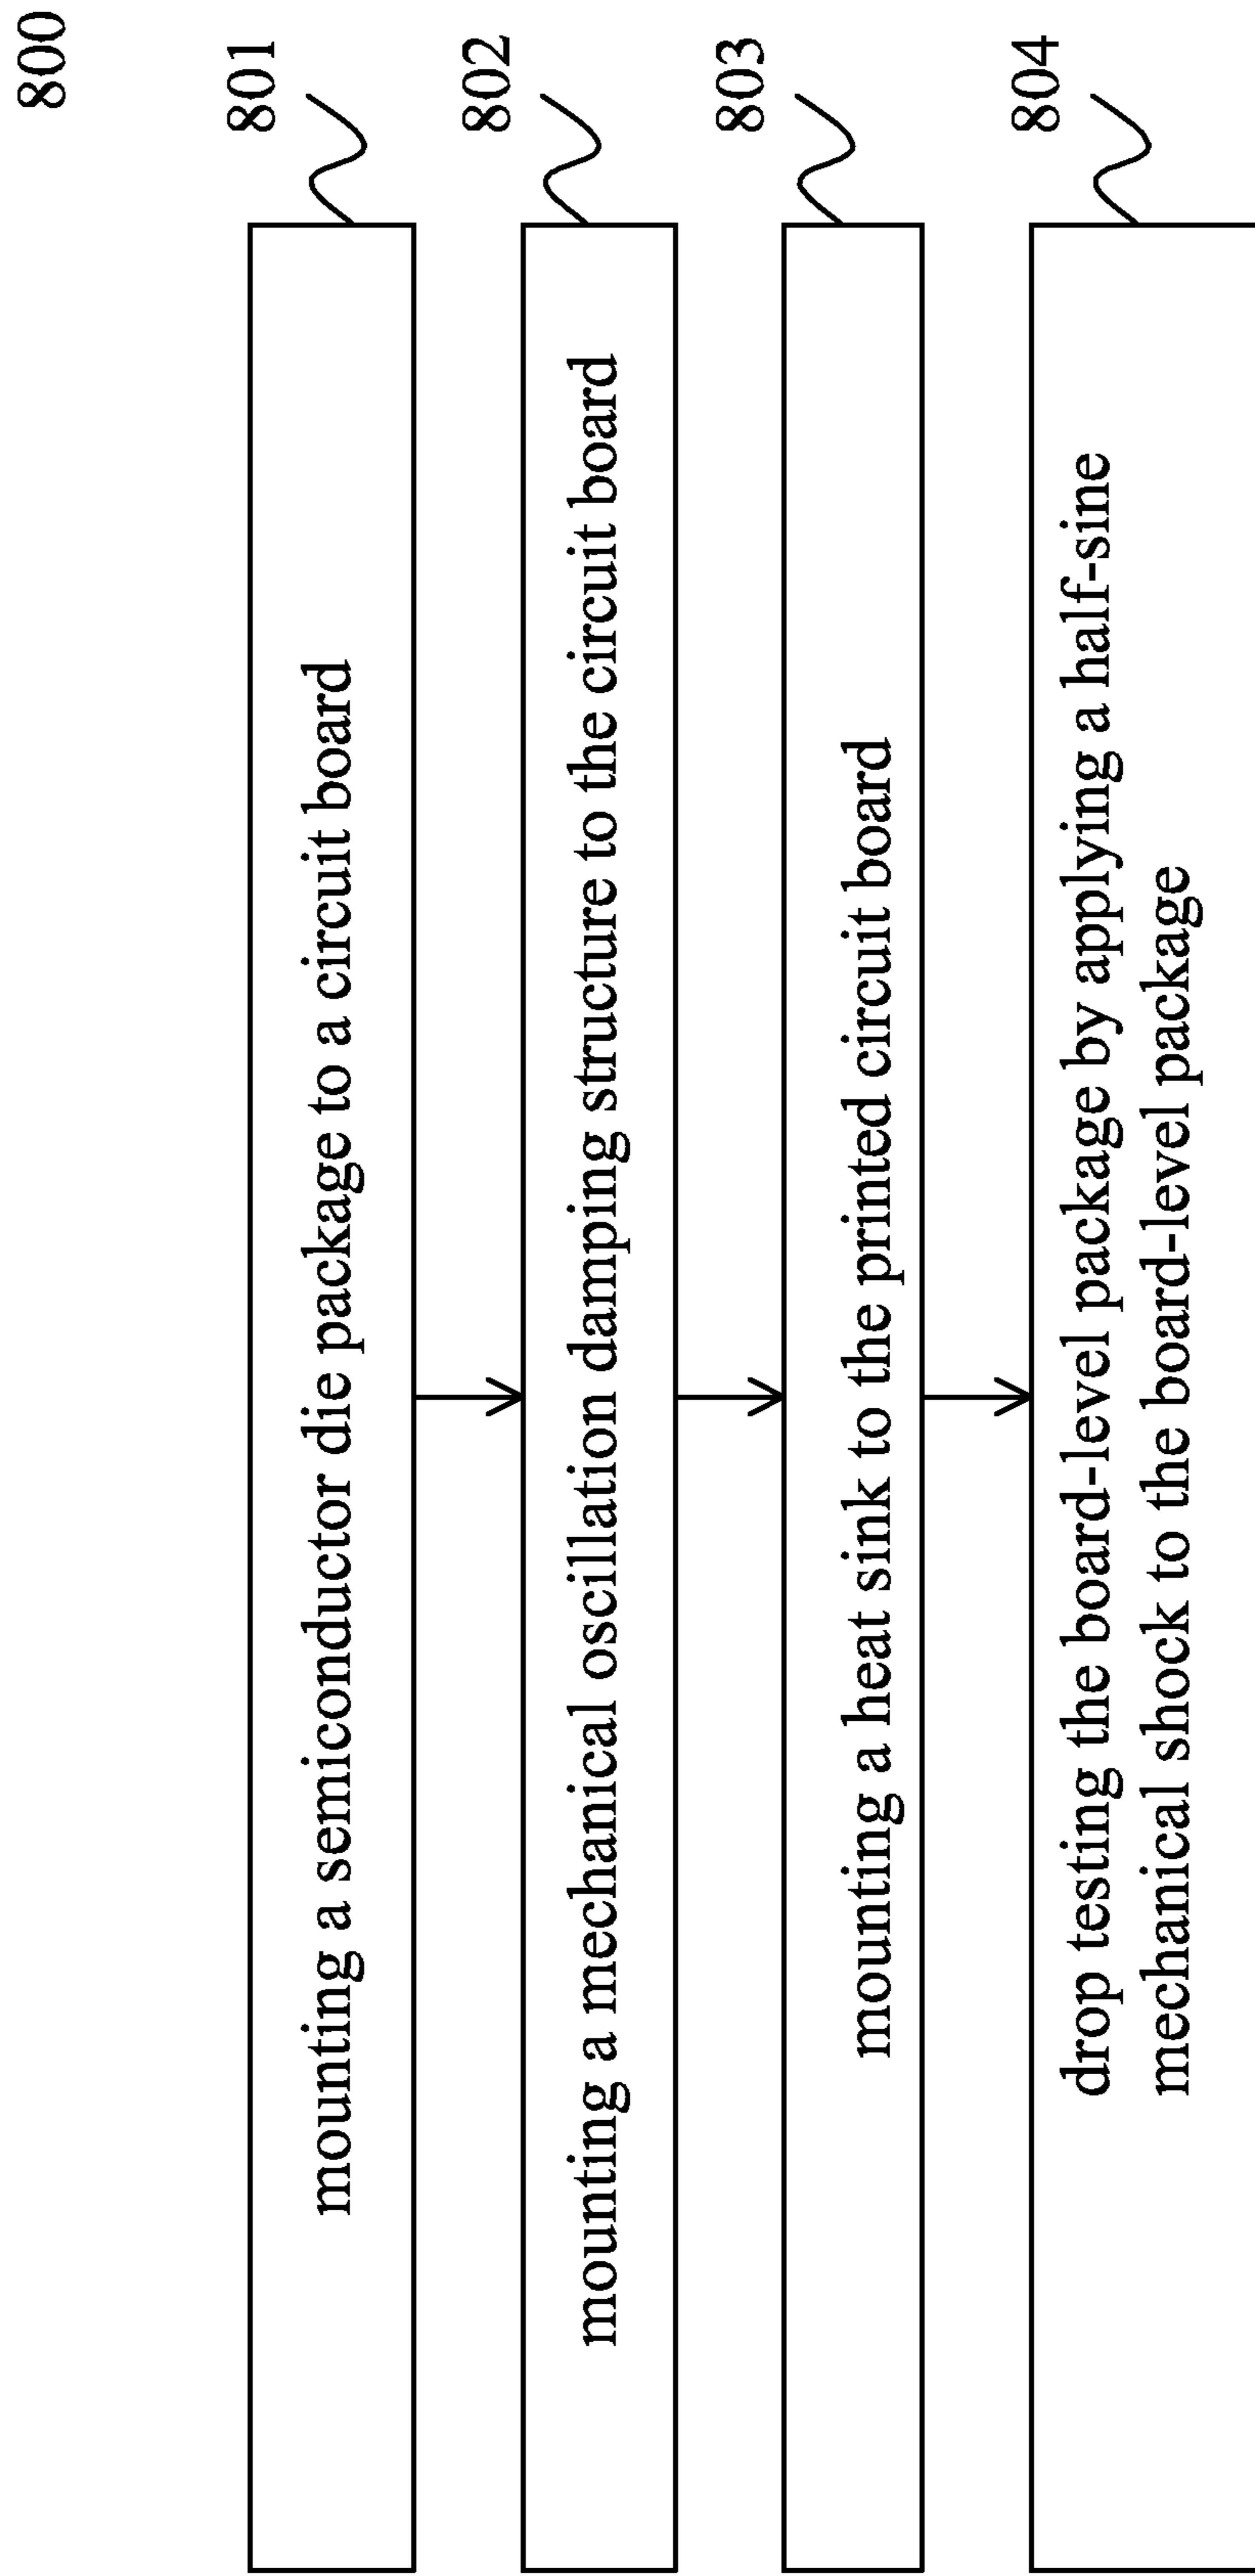 800
801
mounting a semiconductor die package to a circuit board
802
mounting a mechanical oscillation damping structure to the circuit board
803
mounting a heat sink to the printed circuit board
804
drop testing the board-level package by applying a half-sine
mechanical shock to the board-level package